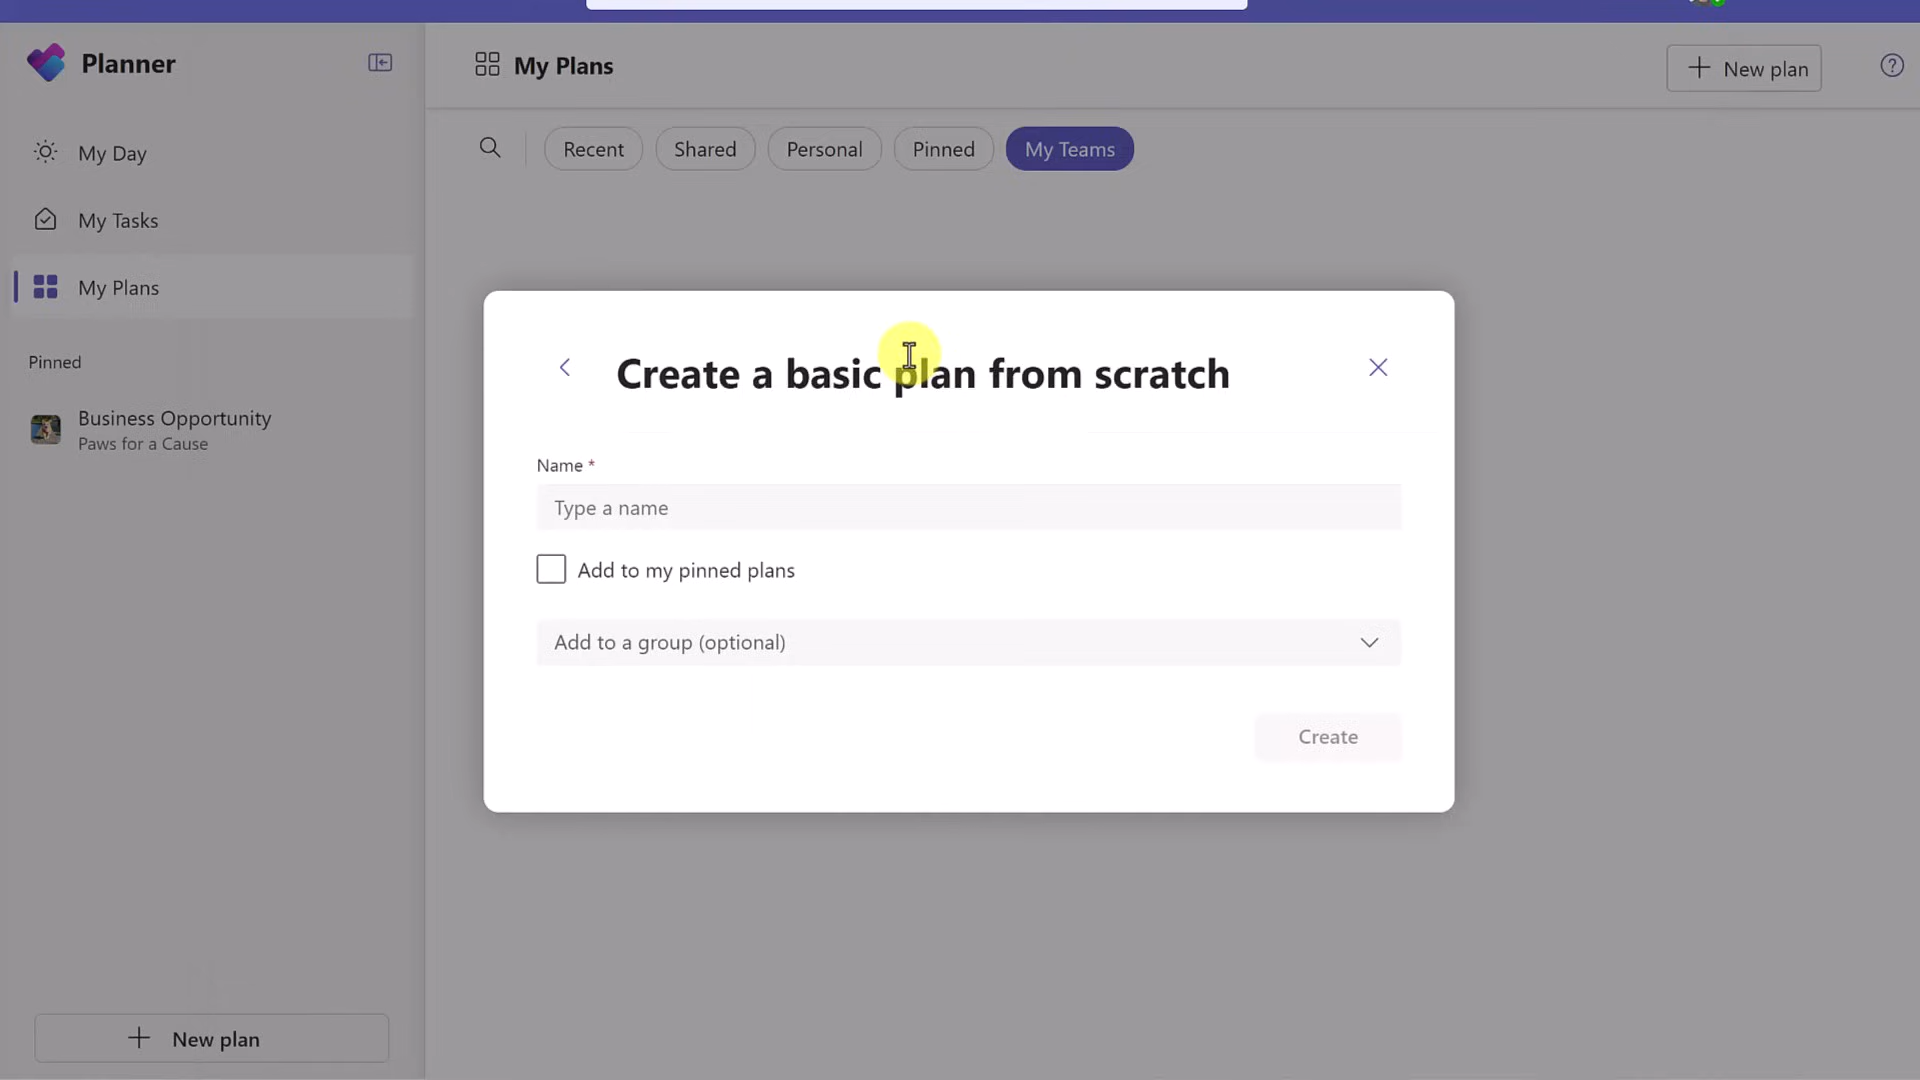 Planner
My Plans
New plan
My Day
Recent
Shared
Personal
Pinned
My Teams
My Tasks
My Plans
Pinned
Business Opportunity
Paws for a Cause
Create a basic plan from scratch
Name *
Type a name
Add to my pinned plans
Add to a group (optional)
Create
New plan